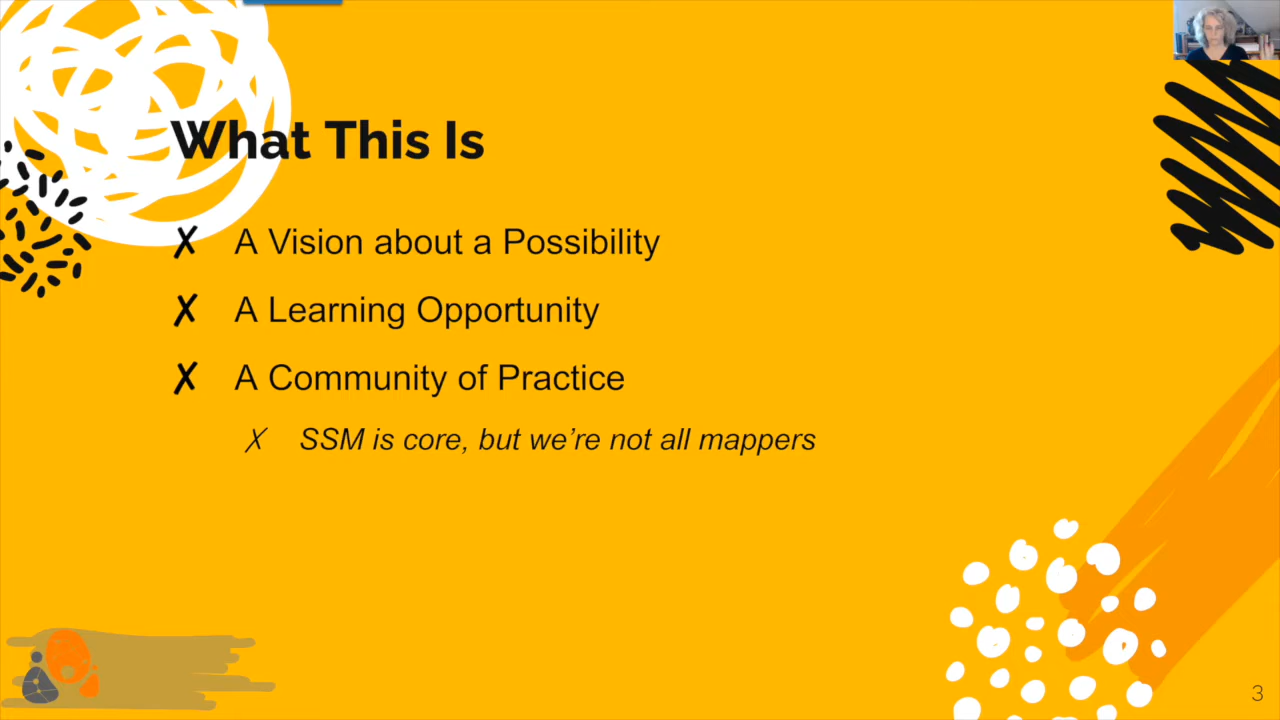 What This Is
✗ A Vision about a Possibility
✗ A Learning Opportunity
✗ A Community of Practice
✗ SSM is core, but we’re not all mappers
3